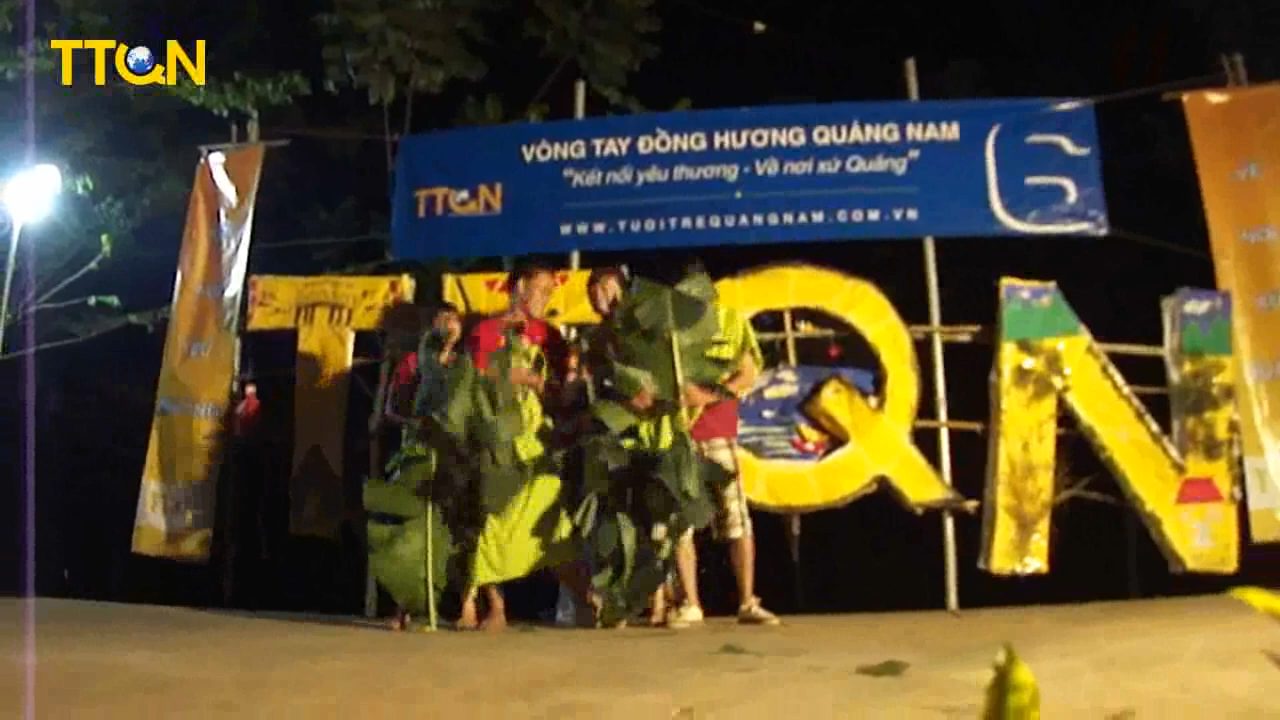 TTQN
VÒNG TAY ĐỒNG HƯƠNG QUẢNG NAM
"Kết nối yêu thương - Về nơi xứ Quảng"
TTQN
WWW.TUOITREQUANGNAM.COM.VN
TTQN